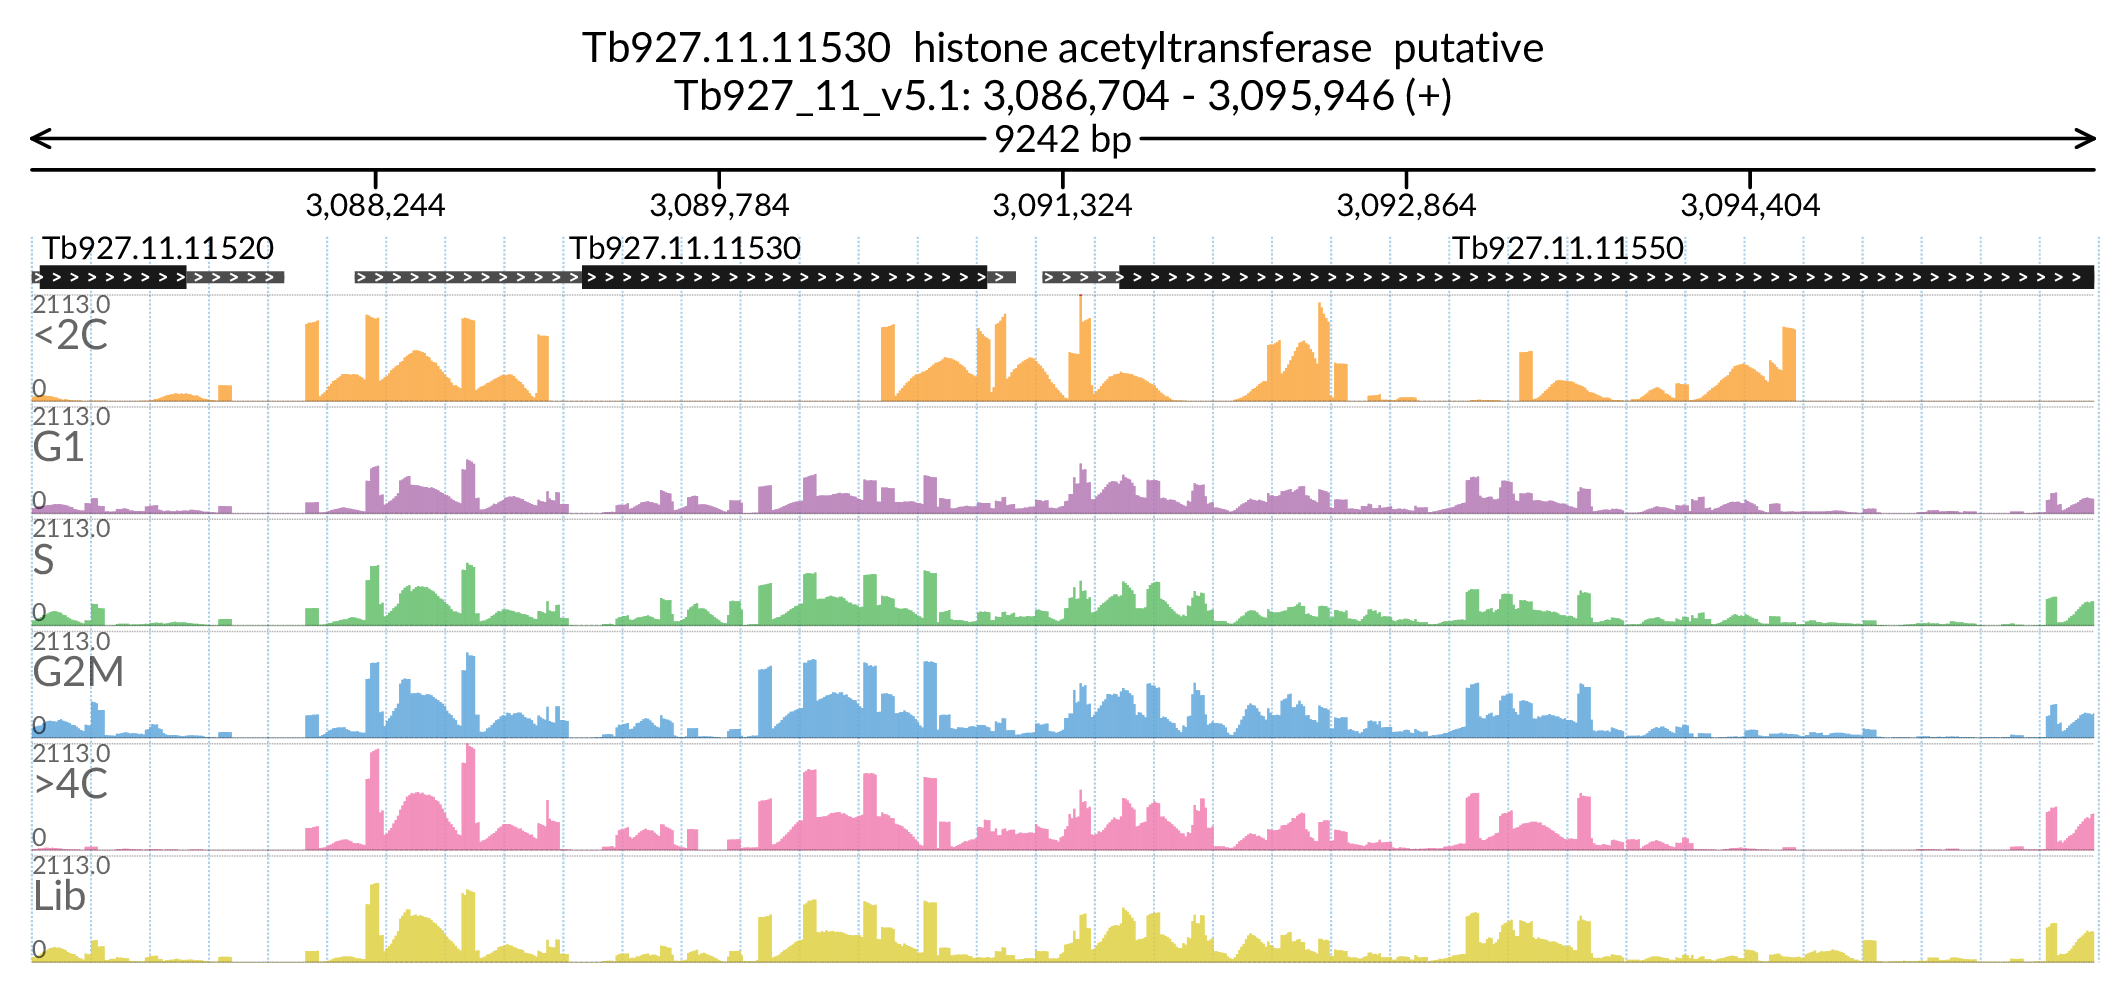 Tb927.11.11530 histone acetyltransferase putative
Tb927_11_v5.1: 3,086,704 - 3,095,946 (+)
9242 bp
3,088,244 3,089,784 3,091,324 3,092,864 3,094,404
Tb927.11.11520 Tb927.11.11530 Tb927.11.11550
2113.0
<2C
0
2113.0
G1
0
2113.0
S
0
2113.0
G2M
0
2113.0
>4C
0
2113.0
Lib
0